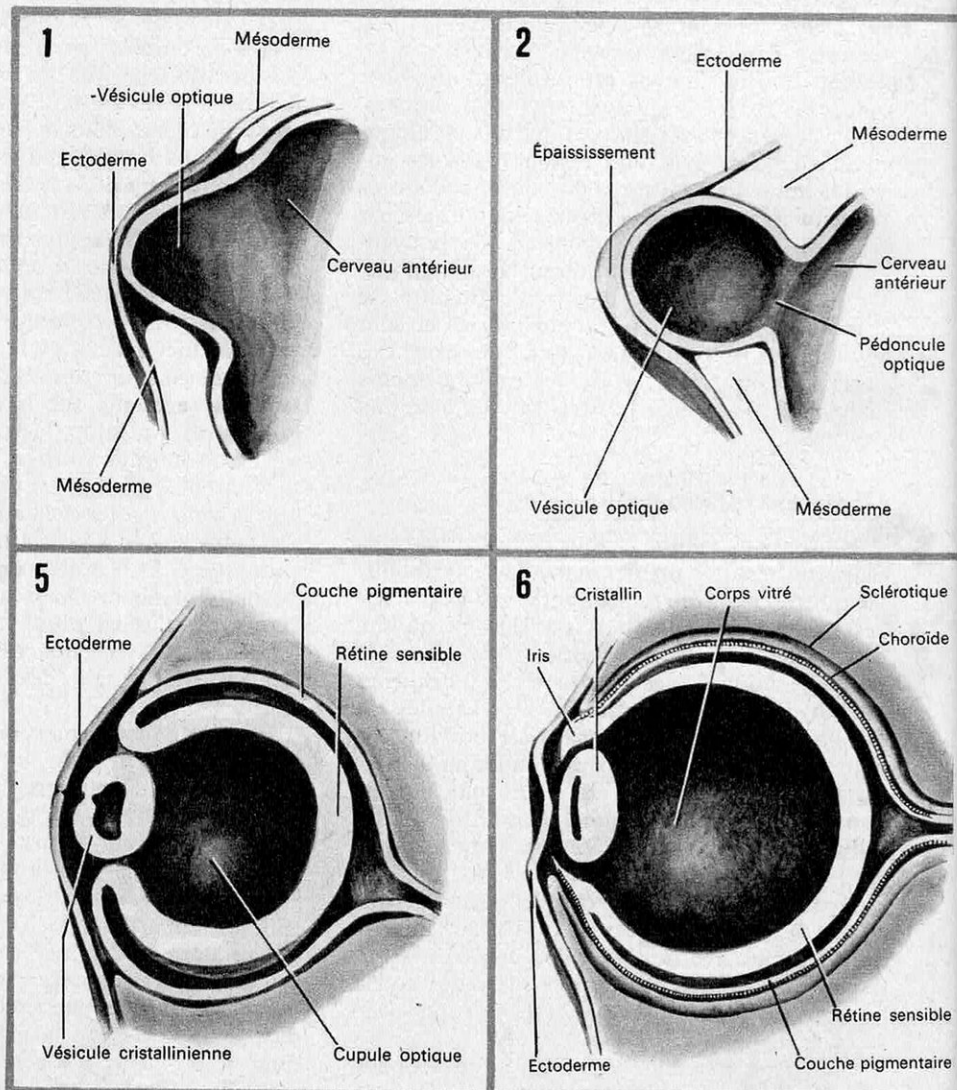 1
Mésoderme
-Vésicule optique
Ectoderme
Cerveau antérieur
Mésoderme
2
Ectoderme
Mésoderme
Épaississement
Cerveau
antérieur
Pédoncule
optique
Vésicule optique
Mésoderme
5
Couche pigmentaire
Ectoderme
Rétine sensible
Vésicule cristallinienne
Cupule optique
6
Cristallin
Corps vitré
Sclérotique
Choroïde
Iris
Rétine sensible
Ectoderme
Couche pigmentaire